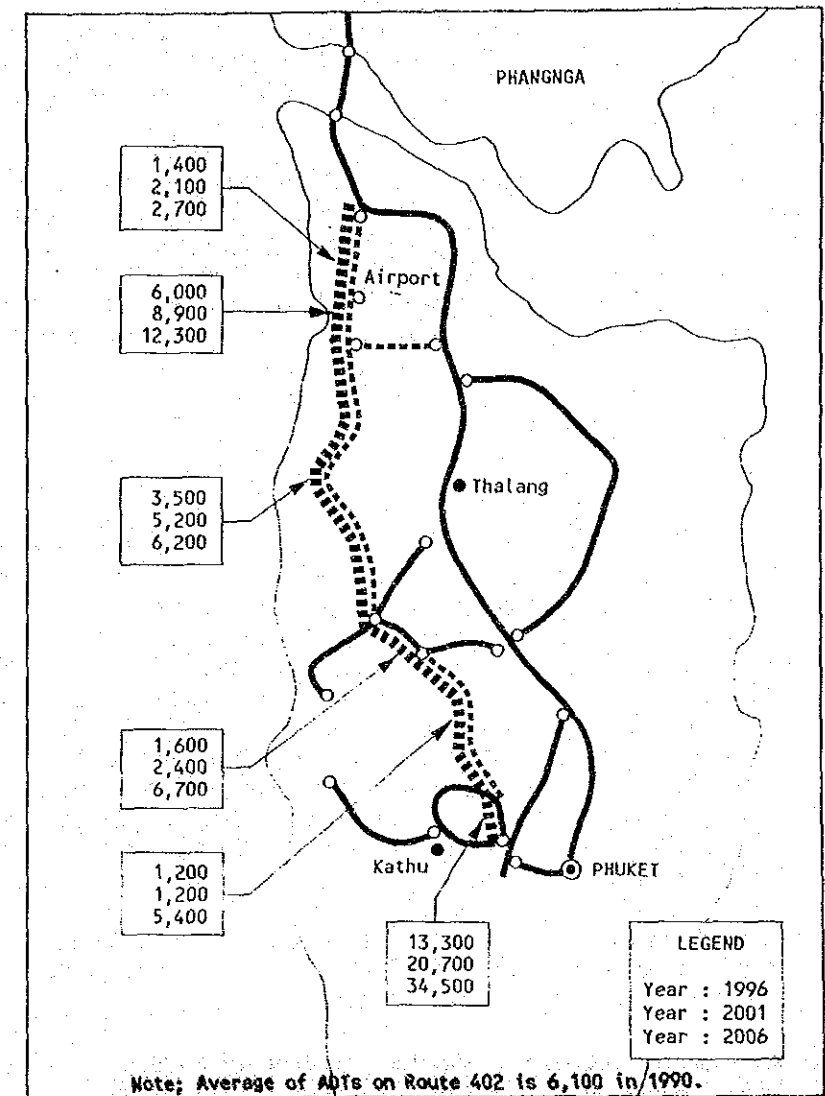 PHANGNGA
1,400
2,100
2,700
Airport
6,000
8,900
12,300
Thalang
3,500
5,200
6,200
1,600
2,400
6,700
Kathu
PHUKET
1,200
1,200
5,400
13,300
20,700
34,500
LEGEND
Year : 1996
Year : 2001
Year : 2006
Note; Average of ADTs on Route 402 is 6,100 in 1990.